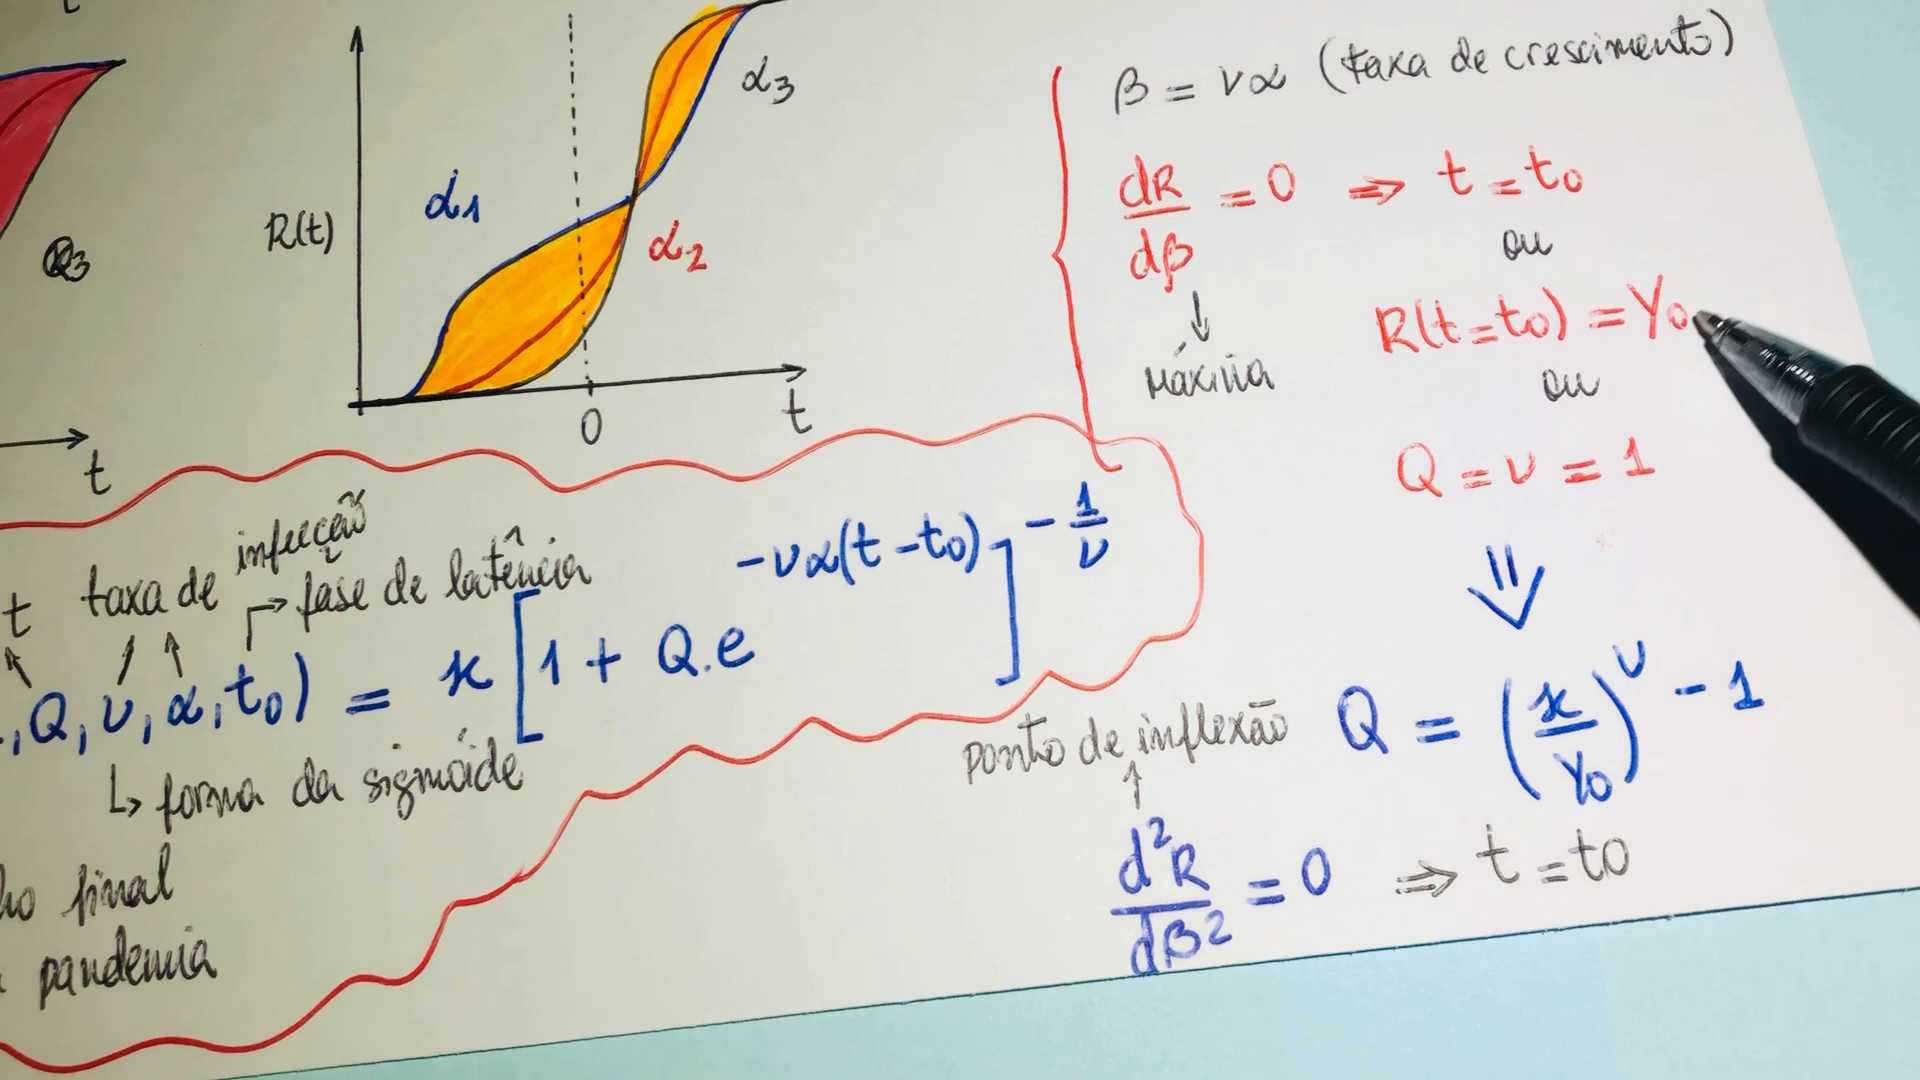 t
Q3
t
R(t)
α1
α2
α3
0
t
β = να (taxa de crescimento)
dR/dβ = 0 ⇒ t = t0
↓
máxima
ou
R(t=t0) = Y0
ou
Q = ν = 1
⇓
Q = (κ/Y0)^ν - 1
ponto de inflexão
↑
d²R/dβ² = 0 ⇒ t = t0
t taxa de infecção
↱ fase de latência
, Q, ν, α, t0) = κ [1 + Q.e^{-να(t-t0)}]^{-1/ν}
↳ forma da sigmóide
final
pandemia